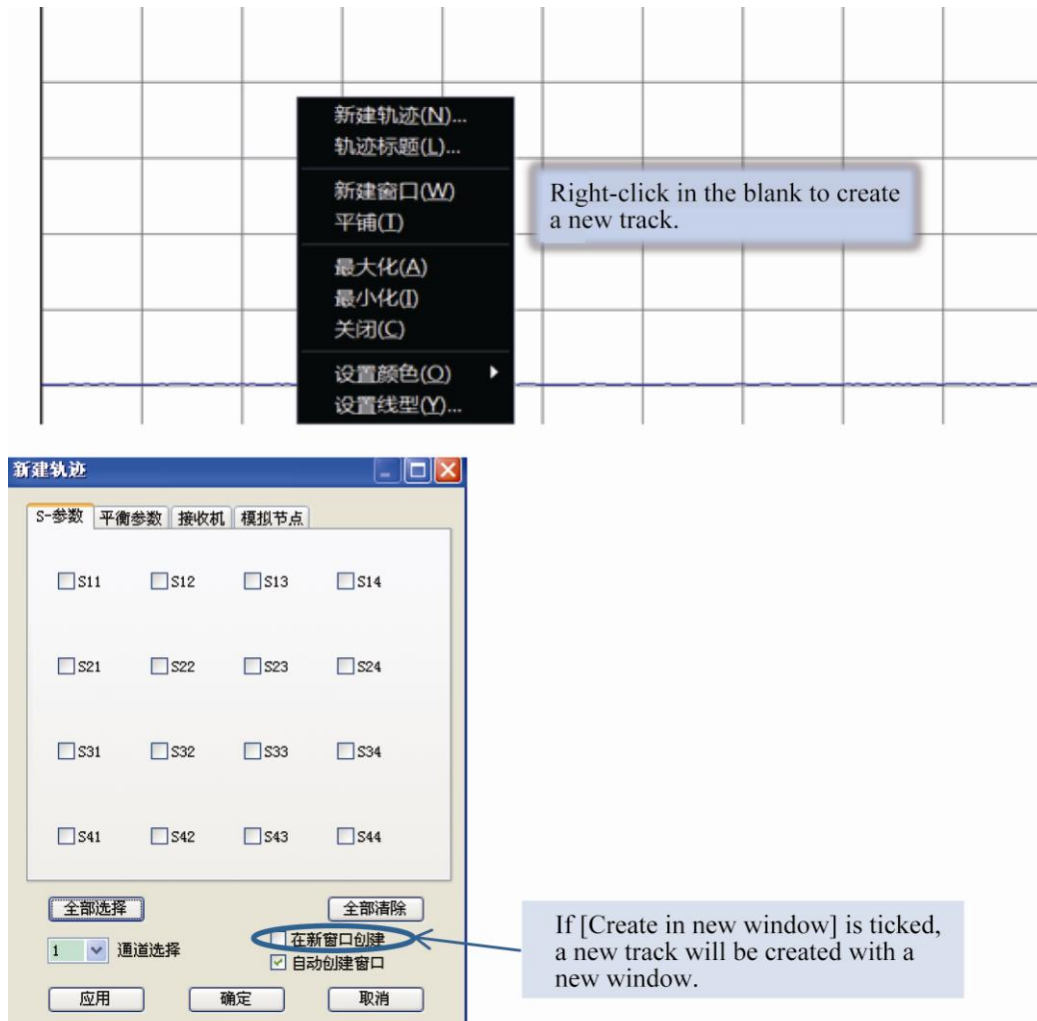 新建轨迹(N)...
轨迹标题(L)...
新建窗口(W)
平铺(T)
最大化(A)
最小化(I)
关闭(C)
设置颜色(O)
设置线型(Y)...
Right-click in the blank to create
a new track.
新建轨迹
S-参数 平衡参数 接收机 模拟节点
S11 S12 S13 S14
S21 S22 S23 S24
S31 S32 S33 S34
S41 S42 S43 S44
全部选择 全部清除
1 通道选择
在新窗口创建
自动创建窗口
应用 确定 取消
If [Create in new window] is ticked,
a new track will be created with a
new window.